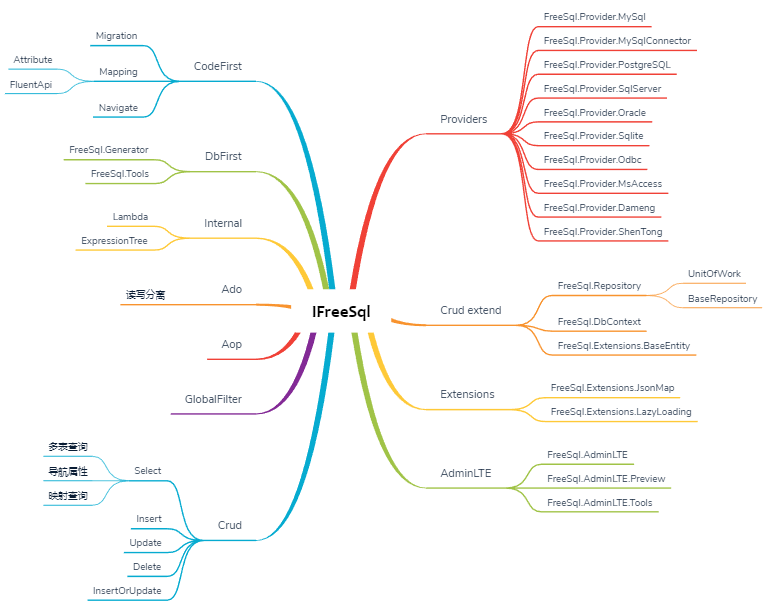 IFreeSql
CodeFirst
Migration
Mapping
Attribute
FluentApi
Navigate
DbFirst
FreeSql.Generator
FreeSql.Tools
Internal
Lambda
ExpressionTree
Ado
读写分离
Aop
GlobalFilter
Crud
Select
多表查询
导航属性
映射查询
Insert
Update
Delete
InsertOrUpdate
Providers
FreeSql.Provider.MySql
FreeSql.Provider.MySqlConnector
FreeSql.Provider.PostgreSQL
FreeSql.Provider.SqlServer
FreeSql.Provider.Oracle
FreeSql.Provider.Sqlite
FreeSql.Provider.Odbc
FreeSql.Provider.MsAccess
FreeSql.Provider.Dameng
FreeSql.Provider.ShenTong
Crud extend
FreeSql.Repository
UnitOfWork
BaseRepository
FreeSql.DbContext
FreeSql.Extensions.BaseEntity
Extensions
FreeSql.Extensions.JsonMap
FreeSql.Extensions.LazyLoading
AdminLTE
FreeSql.AdminLTE
FreeSql.AdminLTE.Preview
FreeSql.AdminLTE.Tools